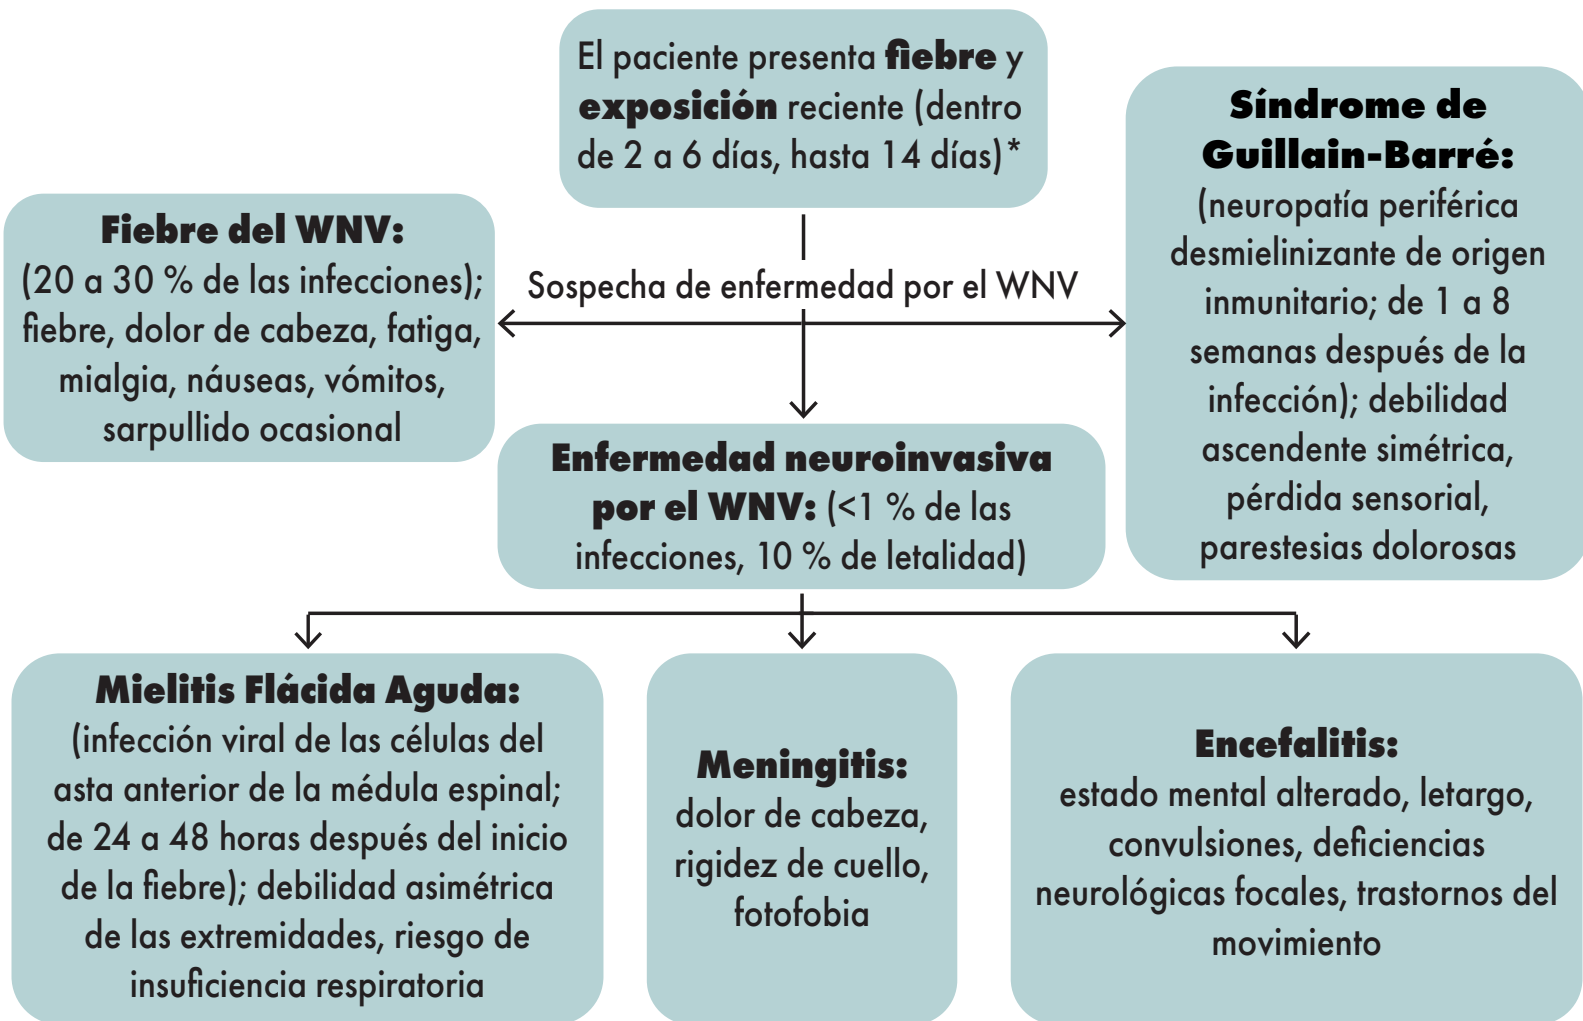 El paciente presenta fiebre y
exposición reciente (dentro
de 2 a 6 días, hasta 14 días)*
Síndrome de
Guillain-Barré:
(neuropatía periférica
desmielinizante de origen
inmunitario; de 1 a 8
semanas después de la
infección); debilidad
ascendente simétrica,
pérdida sensorial,
parestesias dolorosas
Fiebre del WNV:
(20 a 30 % de las infecciones);
fiebre, dolor de cabeza, fatiga,
mialgia, náuseas, vómitos,
sarpullido ocasional
Sospecha de enfermedad por el WNV
Enfermedad neuroinvasiva
por el WNV: (<1 % de las
infecciones, 10 % de letalidad)
Mielitis Flácida Aguda:
(infección viral de las células del
asta anterior de la médula espinal;
de 24 a 48 horas después del inicio
de la fiebre); debilidad asimétrica
de las extremidades, riesgo de
insuficiencia respiratoria
Meningitis:
dolor de cabeza,
rigidez de cuello,
fotofobia
Encefalitis:
estado mental alterado, letargo,
convulsiones, deficiencias
neurológicas focales, trastornos del
movimiento